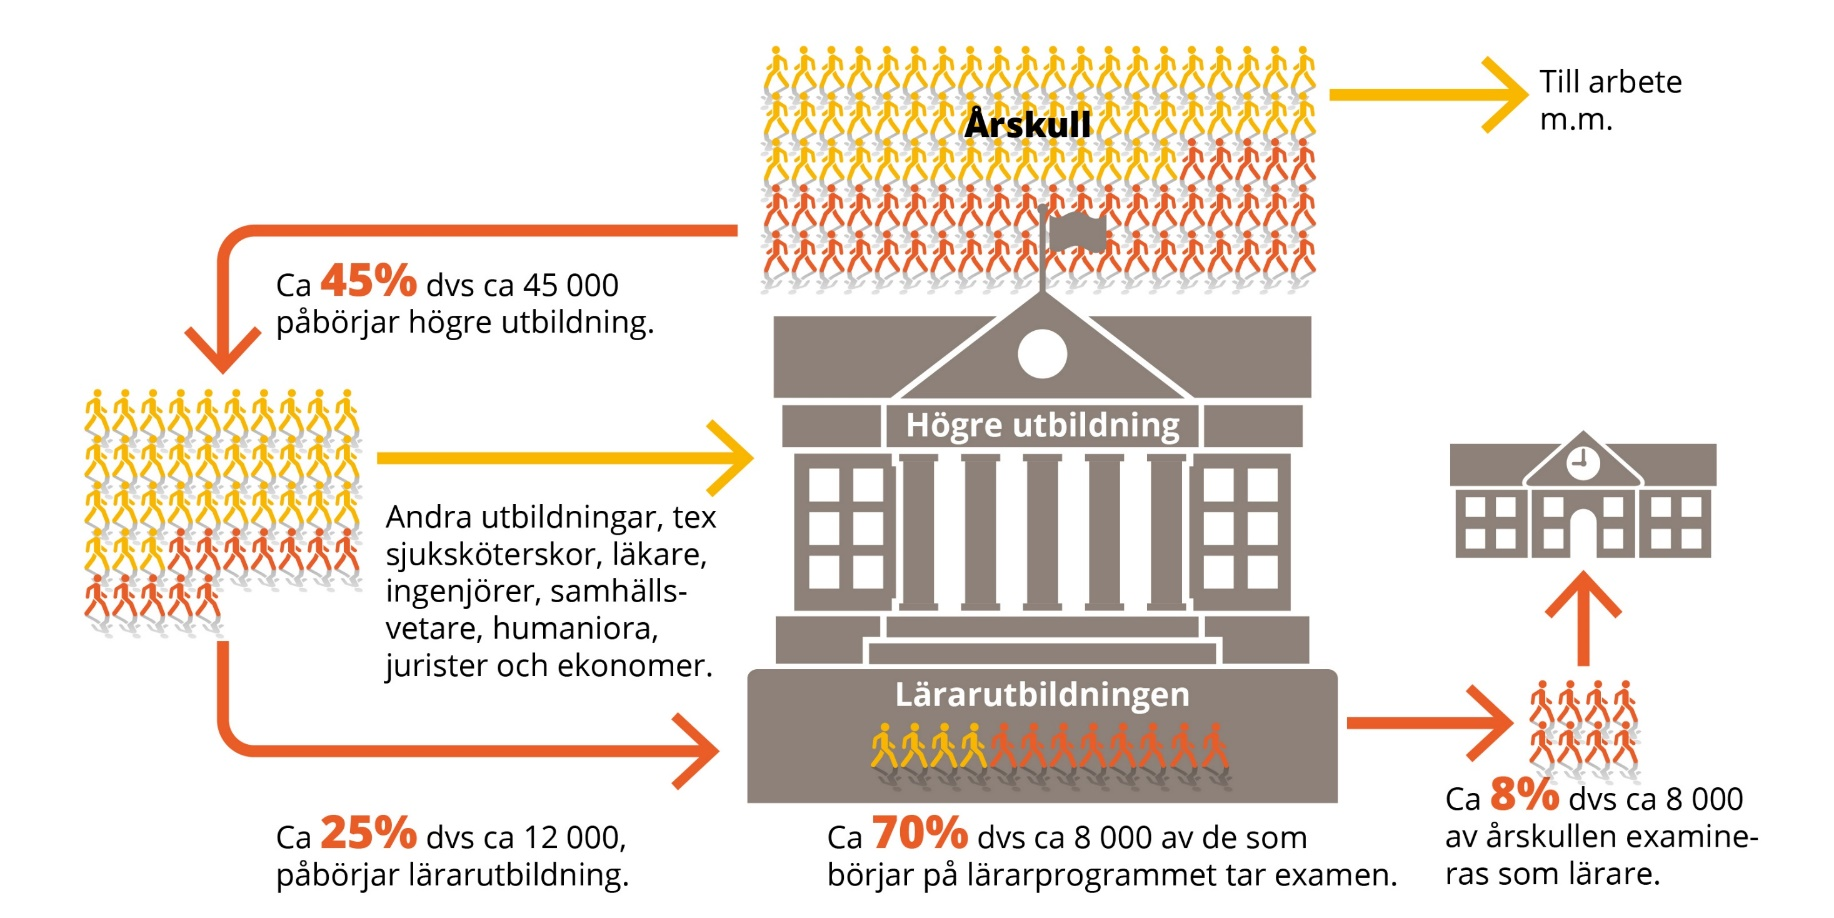 Årskull
Till arbete
m.m.
Ca 45% dvs ca 45 000
påbörjar högre utbildning.
Högre utbildning
Andra utbildningar, tex
sjuksköterskor, läkare,
ingenjörer, samhälls-
vetare, humaniora,
jurister och ekonomer.
Lärarutbildningen
Ca 25% dvs ca 12 000,
påbörjar lärarutbildning.
Ca 70% dvs ca 8 000 av de som
börjar på lärarprogrammet tar examen.
Ca 8% dvs ca 8 000
av årskullen examine-
ras som lärare.